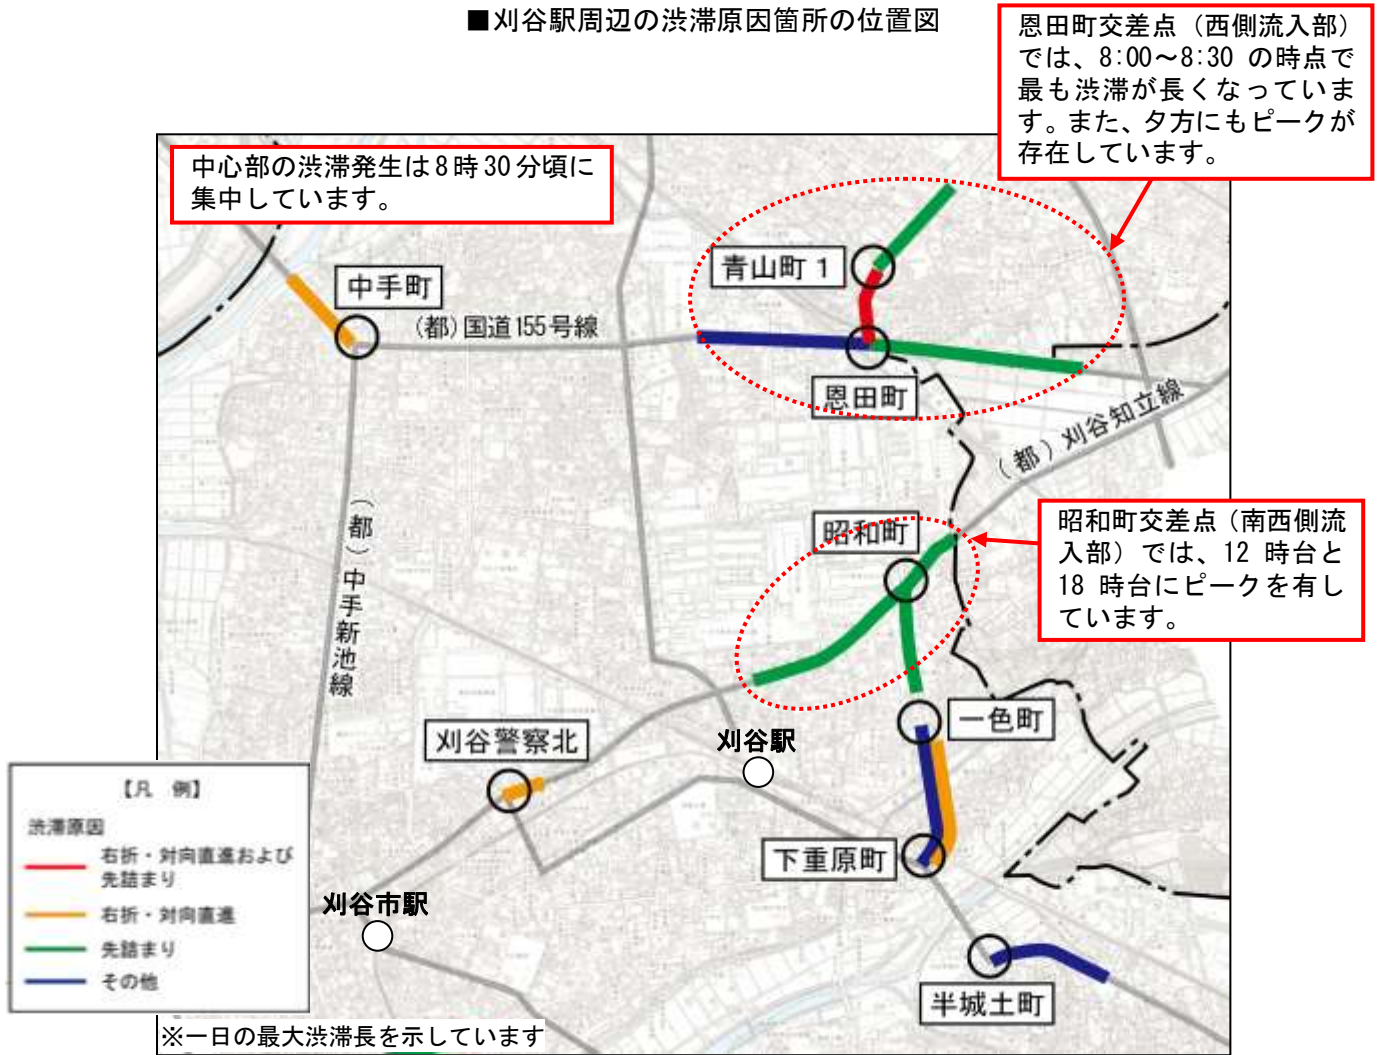 ■刈谷駅周辺の渋滞原因箇所の位置図
恩田町交差点（西側流入部）
では、8:00～8:30 の時点で
最も渋滞が長くなっていま
す。また、夕方にもピークが
存在しています。
中心部の渋滞発生は8時30分頃に
集中しています。
青山町1
中手町
（都）国道155号線
恩田町
（都）刈谷知立線
（都）中手新池線
昭和町
昭和町交差点（南西側流
入部）では、12 時台と
18 時台にピークを有し
ています。
一色町
刈谷警察北
刈谷駅
下重原町
刈谷市駅
半城土町
【凡 例】
渋滞原因
右折・対向直進および
先詰まり
右折・対向直進
先詰まり
その他
※一日の最大渋滞長を示しています